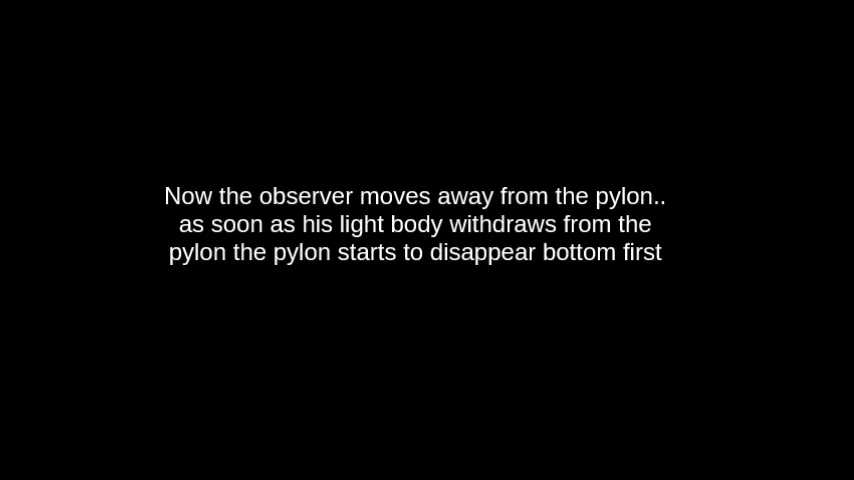 Now the observer moves away from the pylon..
as soon as his light body withdraws from the
pylon the pylon starts to disappear bottom first